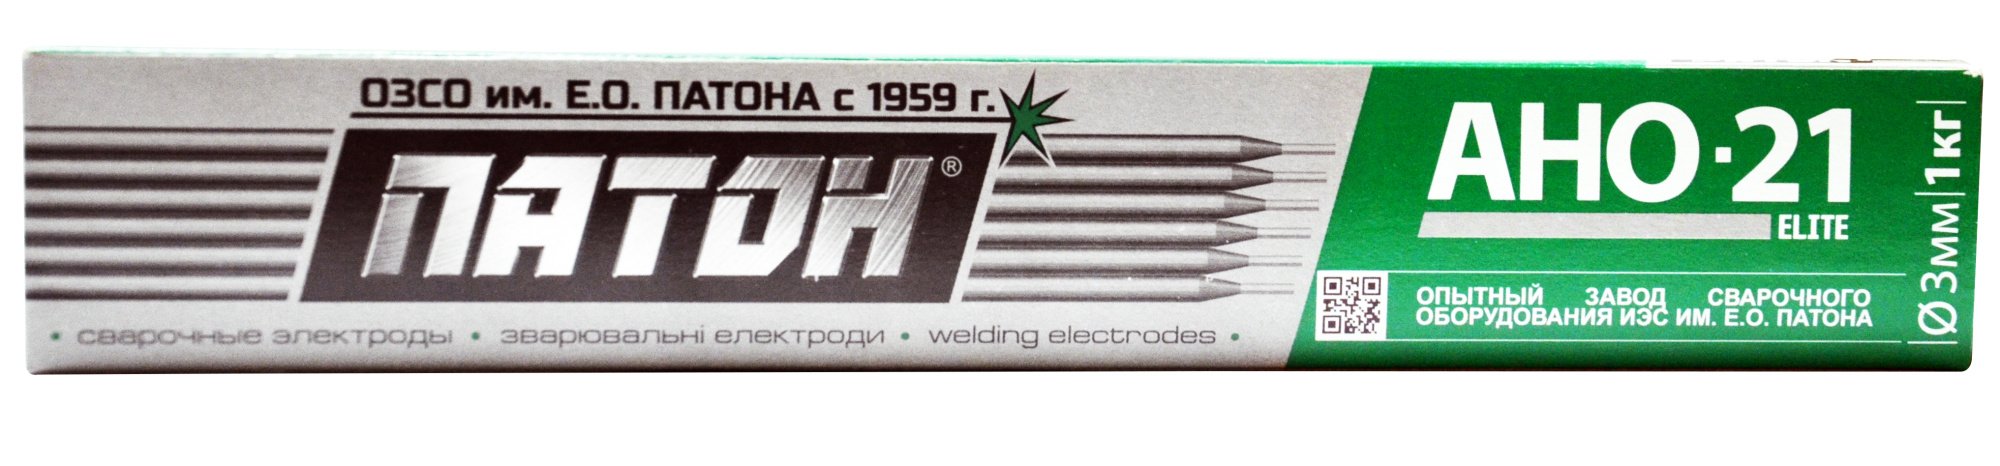 ОЗСО им. Е.О. ПАТОНА с 1959 г.
ПАТОН®
• сварочные электроды • зварювальні електроди • welding electrodes •
АНО·21
ELITE
ОПЫТНЫЙ ЗАВОД СВАРОЧНОГО
ОБОРУДОВАНИЯ ИЭС ИМ. Е.О. ПАТОНА
Ø 3мм | 1кг |